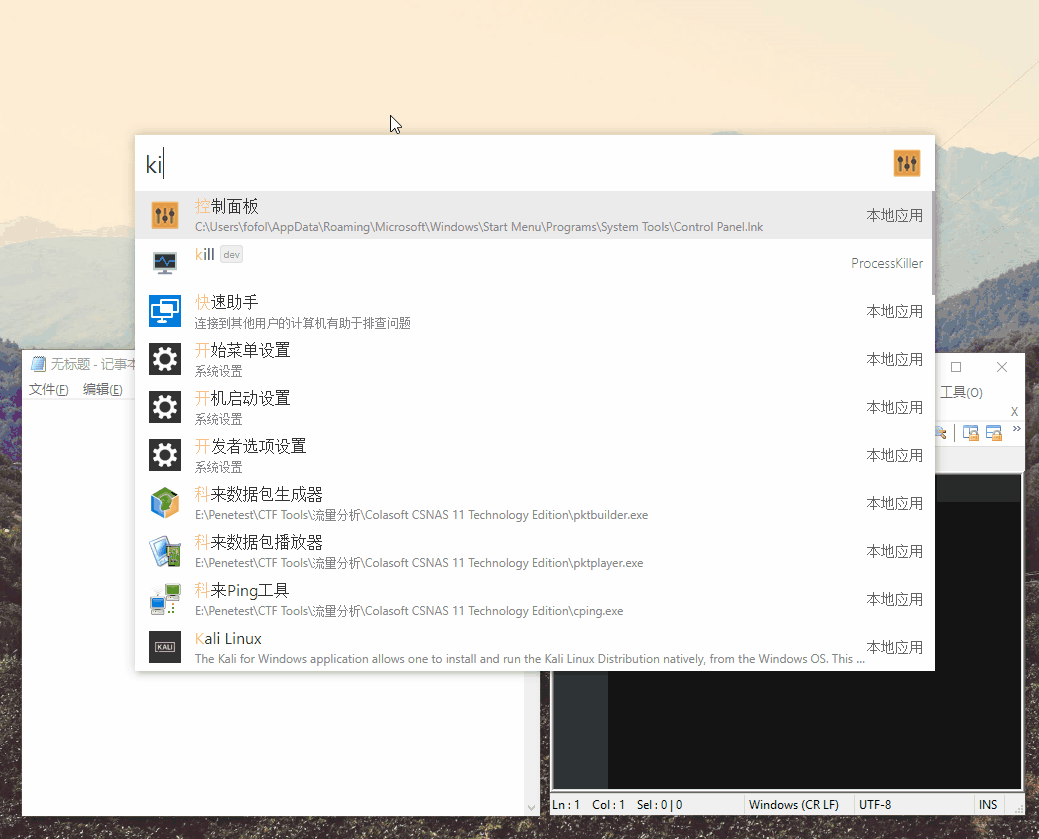 ki
控制面板
C:\Users\fofol\AppData\Roaming\Microsoft\Windows\Start Menu\Programs\System Tools\Control Panel.lnk
本地应用
kill dev
ProcessKiller
快速助手
连接到其他用户的计算机有助于排查问题
本地应用
开始菜单设置
系统设置
本地应用
开机启动设置
系统设置
本地应用
开发者选项设置
系统设置
本地应用
科来数据包生成器
E:\Penetest\CTF Tools\流量分析\Colasoft CSNAS 11 Technology Edition\pktbuilder.exe
本地应用
科来数据包播放器
E:\Penetest\CTF Tools\流量分析\Colasoft CSNAS 11 Technology Edition\pktplayer.exe
本地应用
科来Ping工具
E:\Penetest\CTF Tools\流量分析\Colasoft CSNAS 11 Technology Edition\cping.exe
本地应用
KALI
Kali Linux
The Kali for Windows application allows one to install and run the Kali Linux Distribution natively, from the Windows OS. This ...
本地应用
无标题 - 记事本
文件(F) 编辑(E)
工具(O)
X
Ln : 1 Col : 1 Sel : 0 | 0 Windows (CR LF) UTF-8 INS